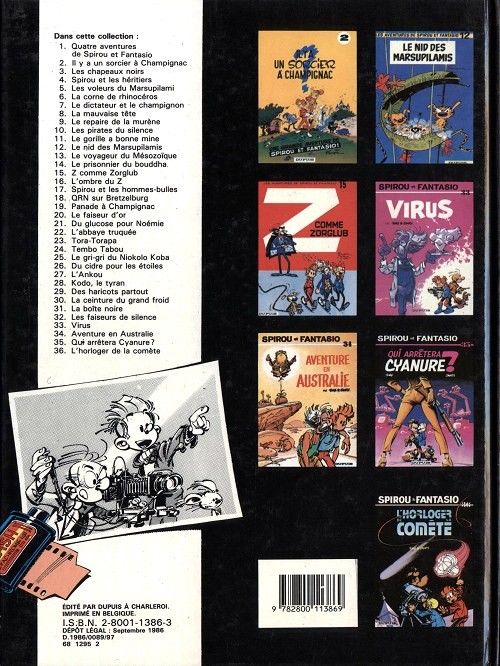 Dans cette collection :
1. Quatre aventures
de Spirou et Fantasio
2. Il y a un sorcier à Champignac
3. Les chapeaux noirs
4. Spirou et les héritiers
5. Les voleurs du Marsupilami
6. La corne de rhinocéros
7. Le dictateur et le champignon
8. La mauvaise tête
9. Le repaire de la murène
10. Les pirates du silence
11. Le gorille a bonne mine
12. Le nid des Marsupilamis
13. Le voyageur du Mésozoïque
14. Le prisonnier du bouddha.
15. Z comme Zorglub
16. L'ombre du Z
17. Spirou et les hommes-bulles
18. QRN sur Bretzelburg
19. Panade à Champignac
20. Le faiseur d'or
21. Du glucose pour Noémie
22. L'abbaye truquée
23. Tora-Torapa
24. Tembo Tabou
25. Le gri-gri du Niokolo Koba
26. Du cidre pour les étoiles
27. L'Ankou
28. Kodo, le tyran
29. Des haricots partout
30. La ceinture du grand froid
31. La boîte noire
32. Les faiseurs de silence
33. Virus
34. Aventure en Australie
35. Qui arrêtera Cyanure ?
36. L'horloger de la comète
2
IL Y A
UN SORCIER
À CHAMPIGNAC
SPIROU ET FANTASIO
DUPUIS
LES AVENTURES DE SPIROU ET FANTASIO
12
LE NID DES
MARSUPILAMIS
DUPUIS
15
Z
COMME
ZORGLUB
DUPUIS
SPIROU ET FANTASIO
33
VIRUS
DUPUIS
SPIROU ET FANTASIO
34
AVENTURE
EN
AUSTRALIE
DUPUIS
SPIROU ET FANTASIO
35
QUI ARRÊTERA
CYANURE ?
DUPUIS
SPIROU ET FANTASIO
L'HORLOGER
COMÈTE
ÉDITÉ PAR DUPUIS À CHARLEROI.
IMPRIMÉ EN BELGIQUE.
I.S.B.N. 2-8001-1386-3
DÉPÔT LÉGAL : Septembre 1986
D.1986/0089/97
68 1295 2
9 782800 113869